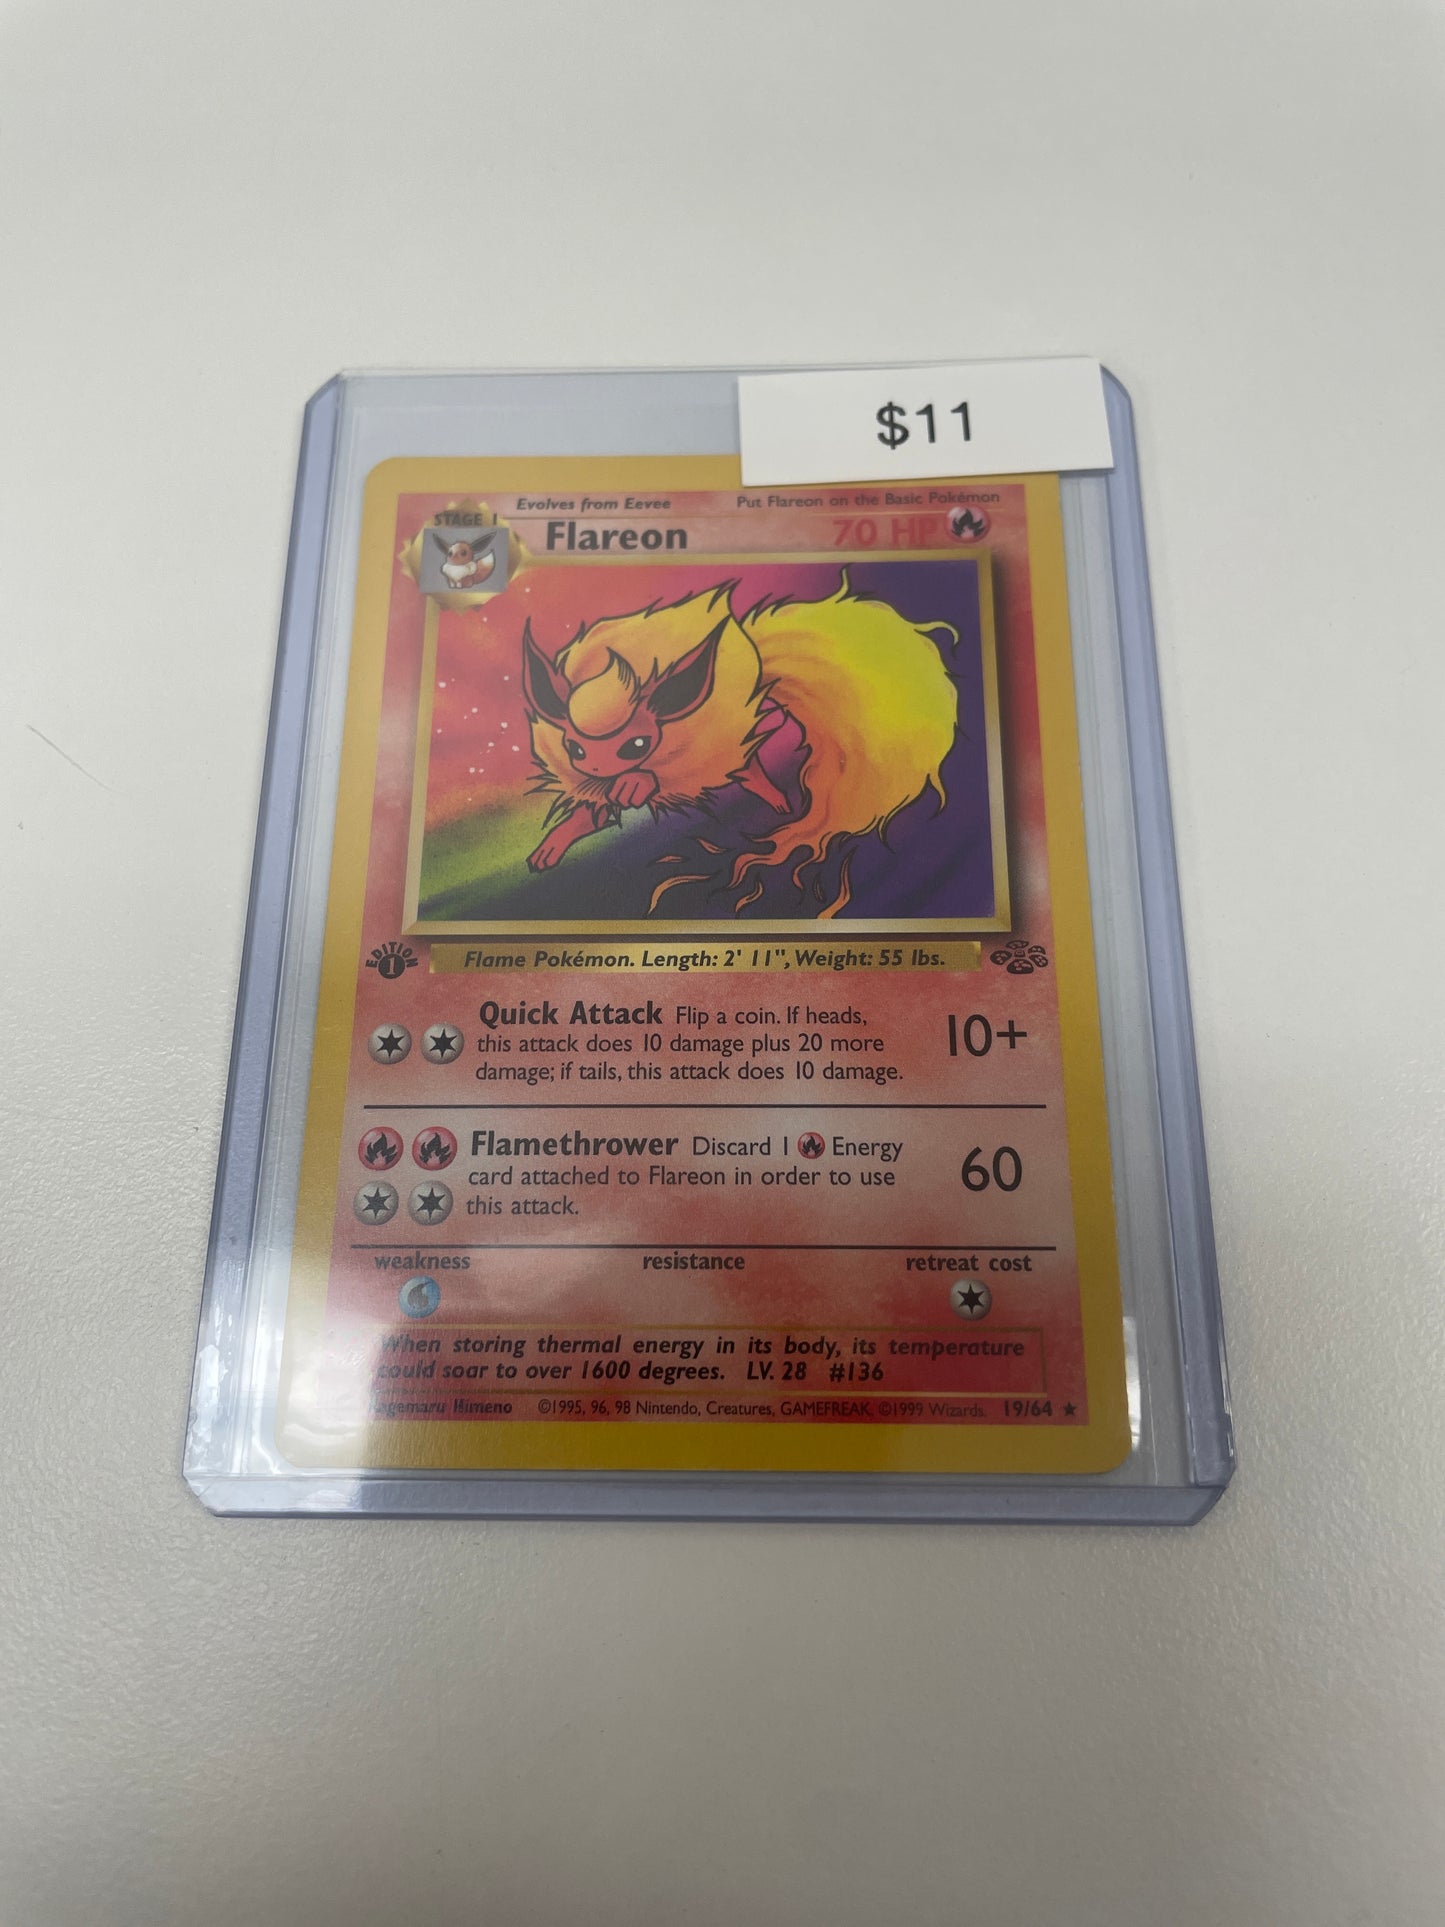 $11
Evolves from Eevee Put Flareon on the Basic Pokémon
STAGE 1
Flareon 70 HP
EDITION
1
Flame Pokémon. Length: 2' 11", Weight: 55 lbs.
Quick Attack Flip a coin. If heads,
this attack does 10 damage plus 20 more
damage; if tails, this attack does 10 damage.
10+
Flamethrower Discard 1 Energy
card attached to Flareon in order to use
this attack.
60
weakness resistance retreat cost
When storing thermal energy in its body, its temperature
could soar to over 1600 degrees. LV. 28 #136
Kagemaru Himeno ©1995, 96, 98 Nintendo, Creatures, GAMEFREAK. ©1999 Wizards. 19/64 ★